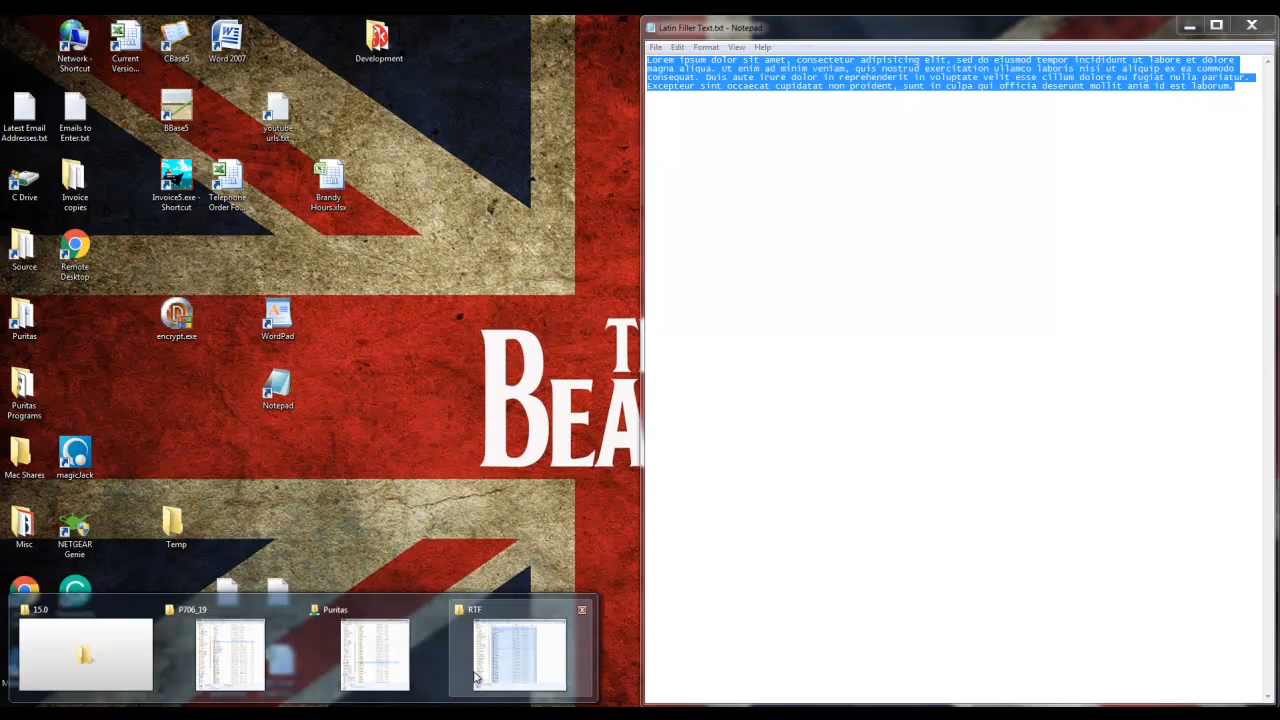 Network -
Shortcut
Current
Versio...
CBase5
Word 2007
Development
Latest Email
Addresses.txt
Emails to
Enter.txt
BBase5
youtube
urls.txt
C Drive
Invoice
copies
Invoice5.exe -
Shortcut
Telephone
Order Fo...
Brandy
Hours.xlsx
Source
Remote
Desktop
Puritas
encrypt.exe
WordPad
Puritas
Programs
Notepad
Mac Shares
magicJack
Misc
NETGEAR
Genie
Temp
T
BEA
15.0
P706_19
Puritas
RTF
Latin Filler Text.txt - Notepad
File Edit Format View Help
Lorem ipsum dolor sit amet, consectetur adipisicing elit, sed do eiusmod tempor incididunt ut labore et dolore
magna aliqua. Ut enim ad minim veniam, quis nostrud exercitation ullamco laboris nisi ut aliquip ex ea commodo
consequat. Duis aute irure dolor in reprehenderit in voluptate velit esse cillum dolore eu fugiat nulla pariatur.
Excepteur sint occaecat cupidatat non proident, sunt in culpa qui officia deserunt mollit anim id est laborum.